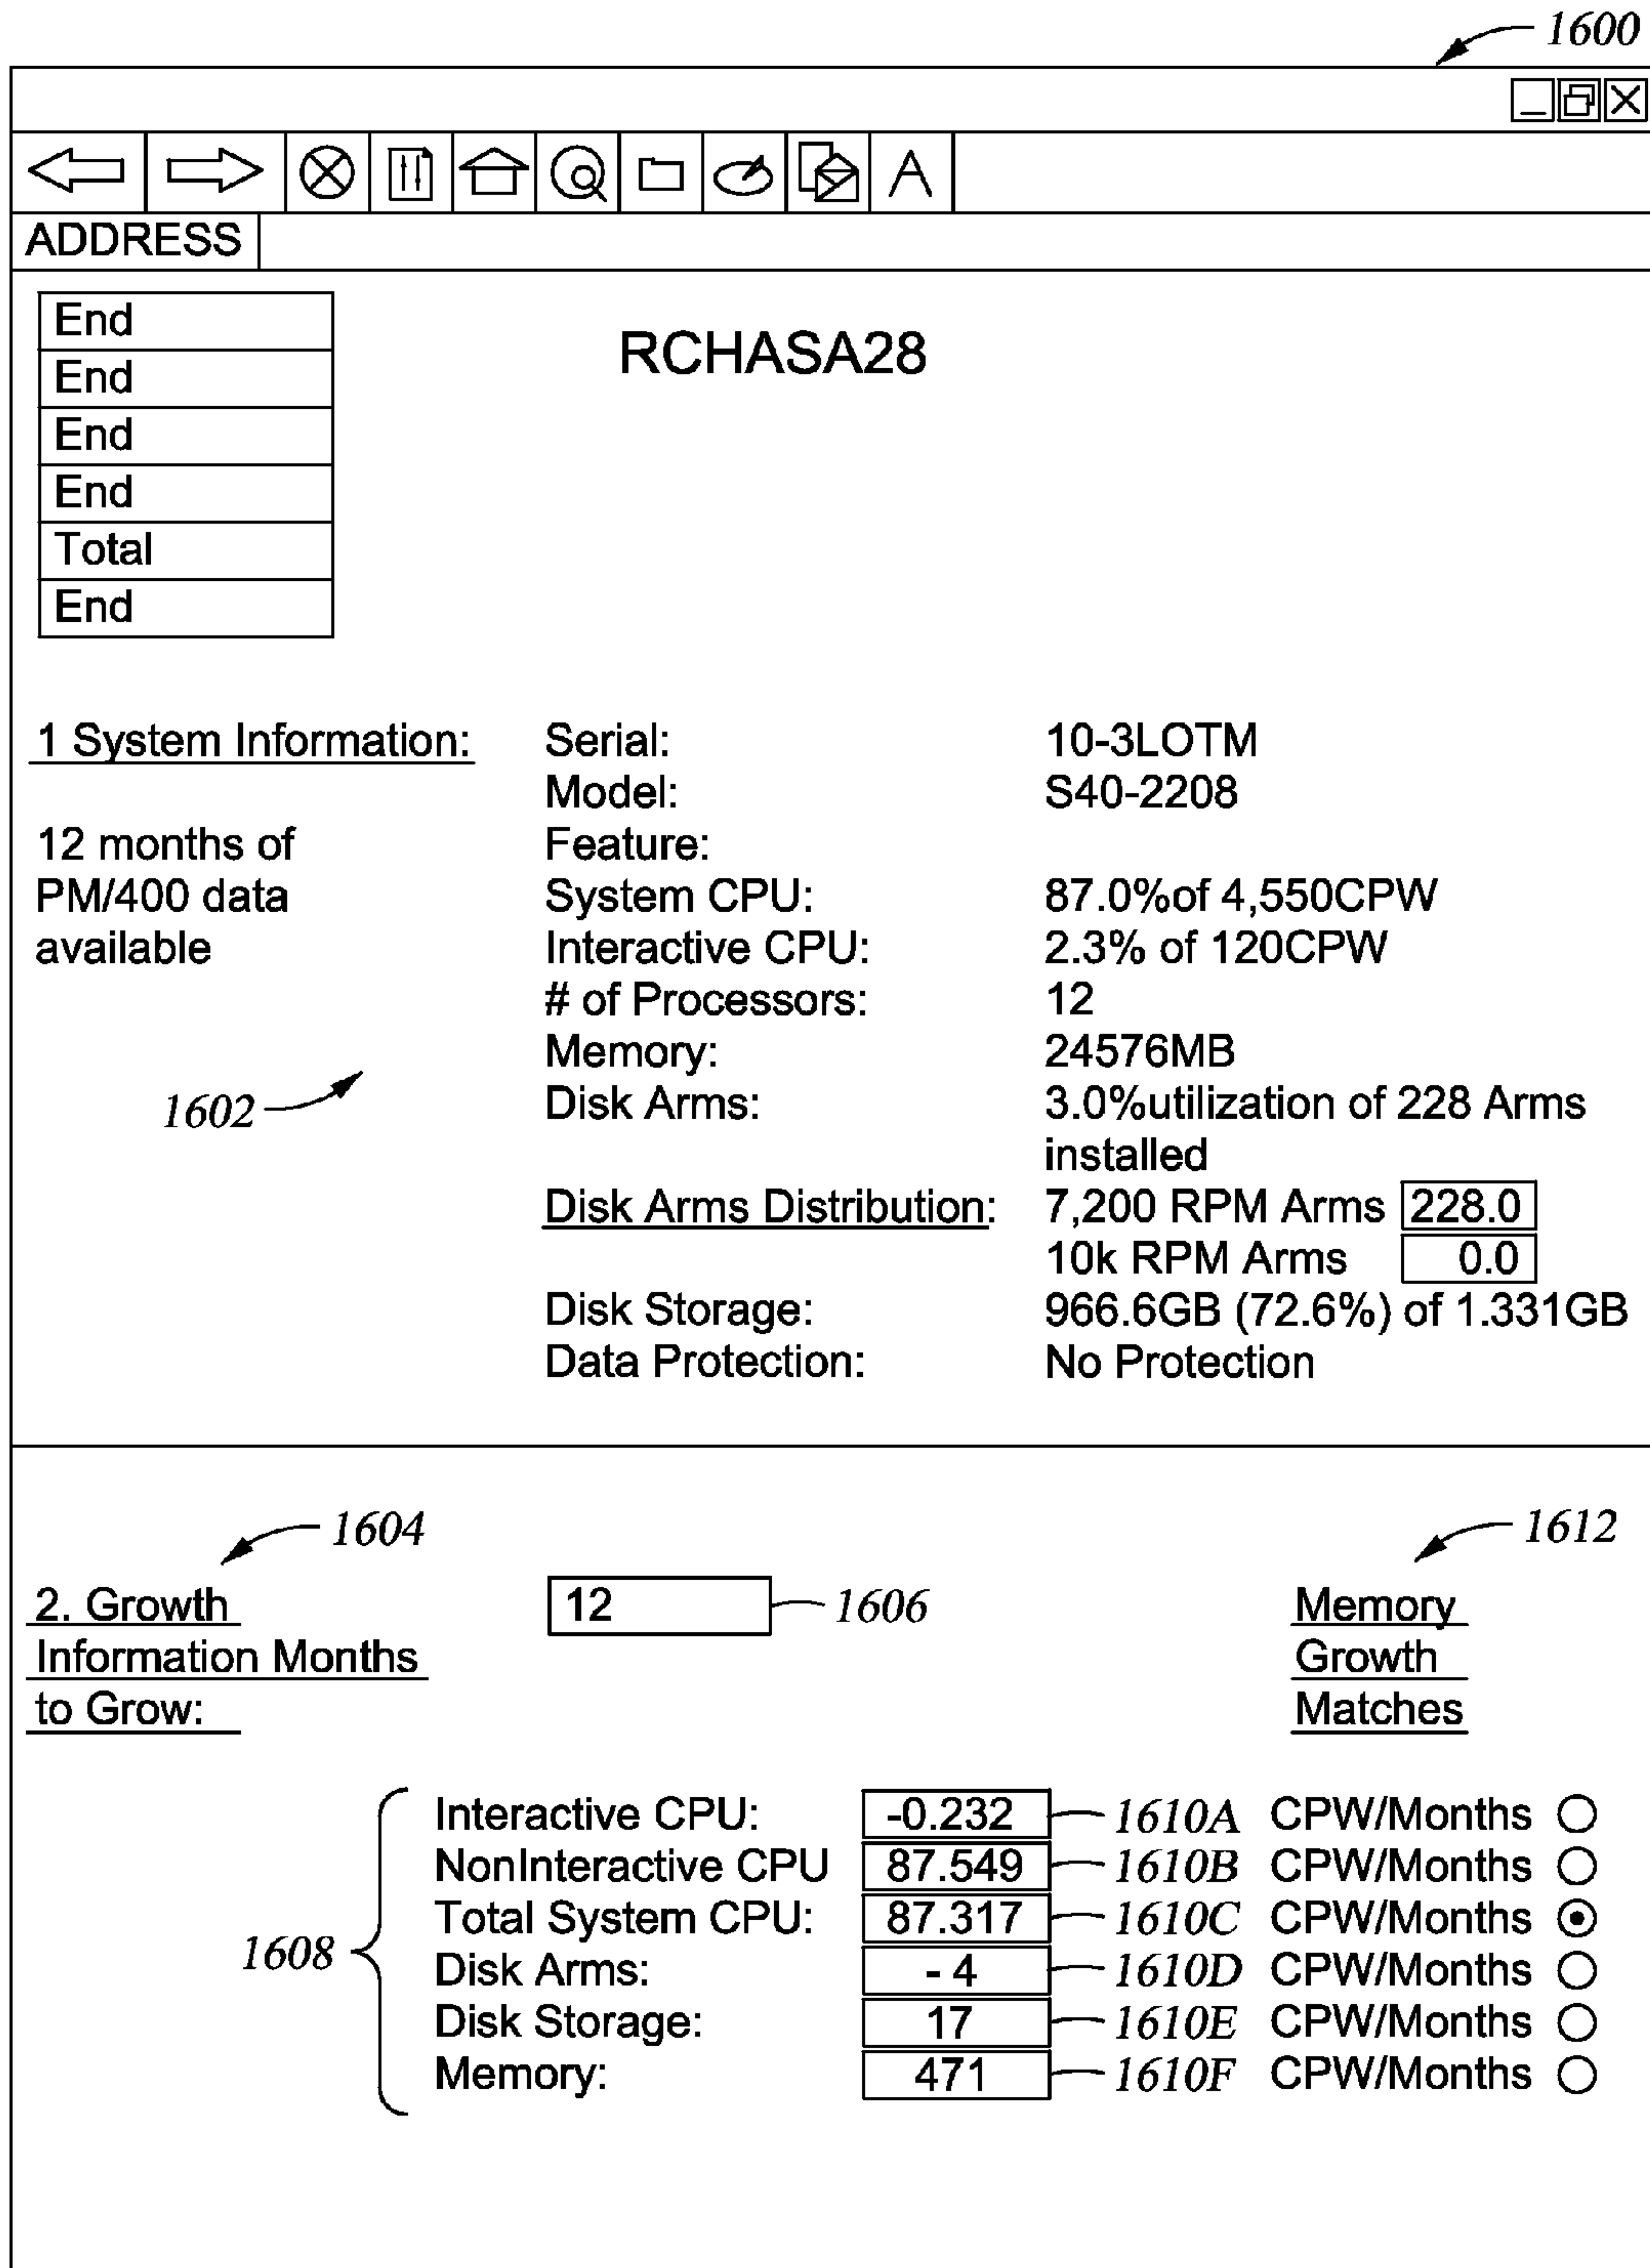 1600
ADDRESS
End
End
End
End
Total
End
RCHASA28
1 System Information:
12 months of
PM/400 data
available
1602
Serial: 10-3LOTM
Model: S40-2208
Feature:
System CPU: 87.0%of 4,550CPW
Interactive CPU: 2.3% of 120CPW
# of Processors: 12
Memory: 24576MB
Disk Arms: 3.0%utilization of 228 Arms
installed
Disk Arms Distribution: 7,200 RPM Arms 228.0
10k RPM Arms 0.0
Disk Storage: 966.6GB (72.6%) of 1.331GB
Data Protection: No Protection
1604
2. Growth
Information Months
to Grow:
12 1606
1612
Memory
Growth
Matches
1608
Interactive CPU: -0.232 1610A CPW/Months
NonInteractive CPU 87.549 1610B CPW/Months
Total System CPU: 87.317 1610C CPW/Months
Disk Arms: - 4 1610D CPW/Months
Disk Storage: 17 1610E CPW/Months
Memory: 471 1610F CPW/Months